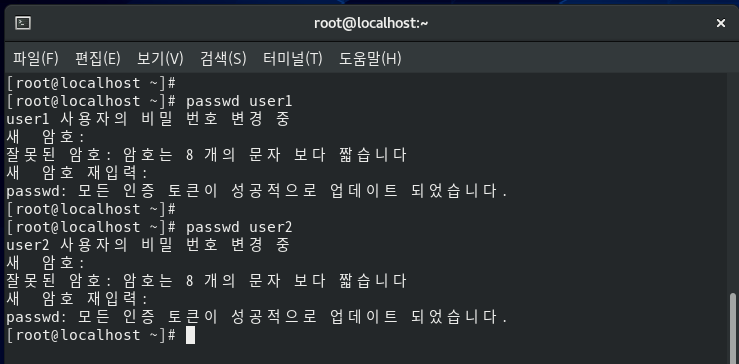 root@localhost:~
파일(F) 편집(E) 보기(V) 검색(S) 터미널(T) 도움말(H)
[root@localhost ~]#
[root@localhost ~]# passwd user1
user1 사용자의 비밀 번호 변경 중
새 암호:
잘못된 암호: 암호는 8 개의 문자 보다 짧습니다
새 암호 재입력:
passwd: 모든 인증 토큰이 성공적으로 업데이트 되었습니다.
[root@localhost ~]#
[root@localhost ~]# passwd user2
user2 사용자의 비밀 번호 변경 중
새 암호:
잘못된 암호: 암호는 8 개의 문자 보다 짧습니다
새 암호 재입력:
passwd: 모든 인증 토큰이 성공적으로 업데이트 되었습니다.
[root@localhost ~]#